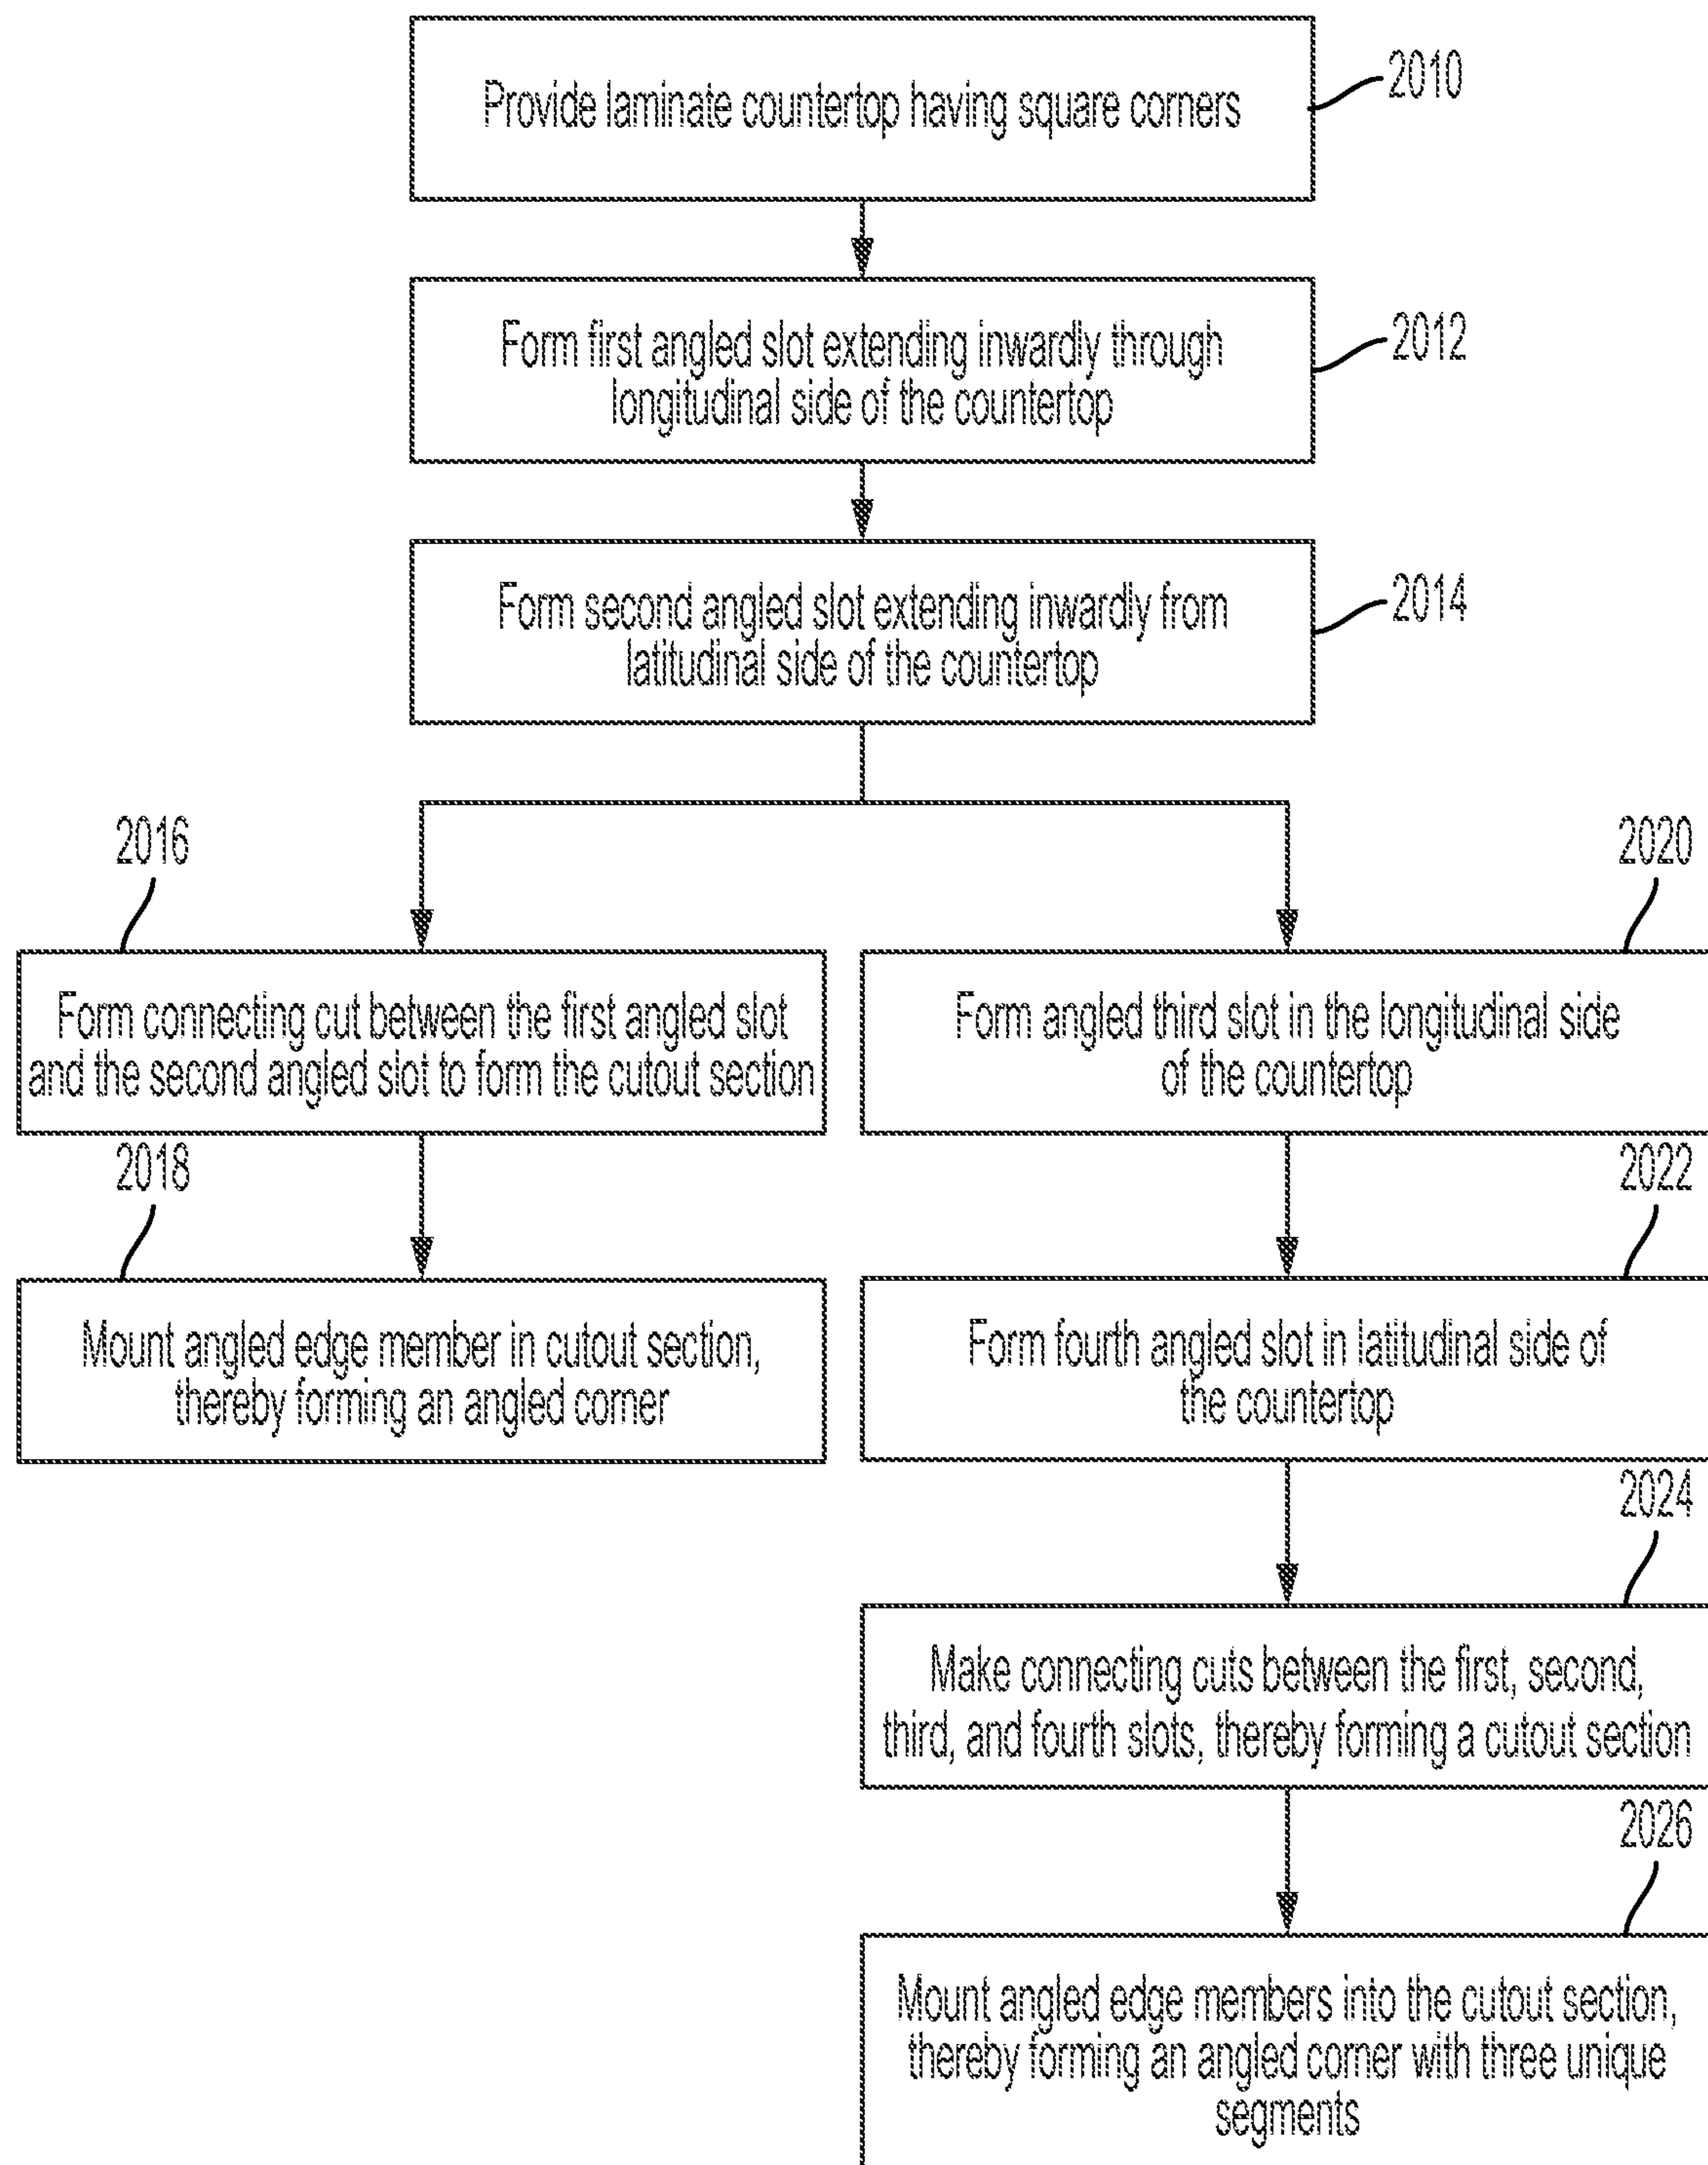 Provide laminate countertop having square corners
2010
Form first angled slot extending inwardly through
longitudinal side of the countertop
2012
Form second angled slot extending inwardly from
latitudinal side of the countertop
2014
2016
Form connecting cut between the first angled slot
and the second angled slot to form the cutout section
2018
Mount angled edge member in cutout section,
thereby forming an angled corner
2020
Form angled third slot in the longitudinal side
of the countertop
2022
Form fourth angled slot in latitudinal side of
the countertop
2024
Make connecting cuts between the first, second,
third, and fourth slots, thereby forming a cutout section
2026
Mount angled edge members into the cutout section,
thereby forming an angled corner with three unique
segments